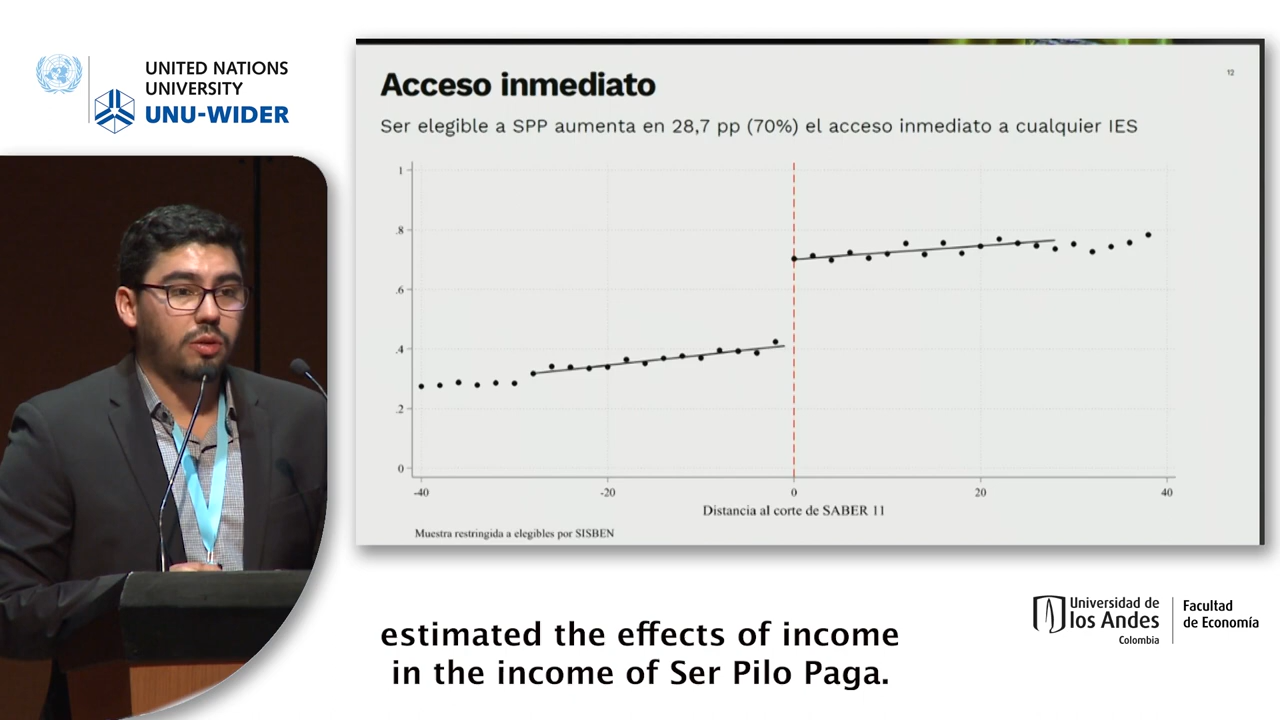 UNITED NATIONS
UNIVERSITY
UNU-WIDER
Acceso inmediato
12
Ser elegible a SPP aumenta en 28,7 pp (70%) el acceso inmediato a cualquier IES
1
.8
.6
.4
.2
0
-40
-20
0
20
40
Distancia al corte de SABER 11
Muestra restringida a elegibles por SISBEN
estimated the effects of income
in the income of Ser Pilo Paga.
Universidad de
los Andes
Colombia
Facultad
de Economía